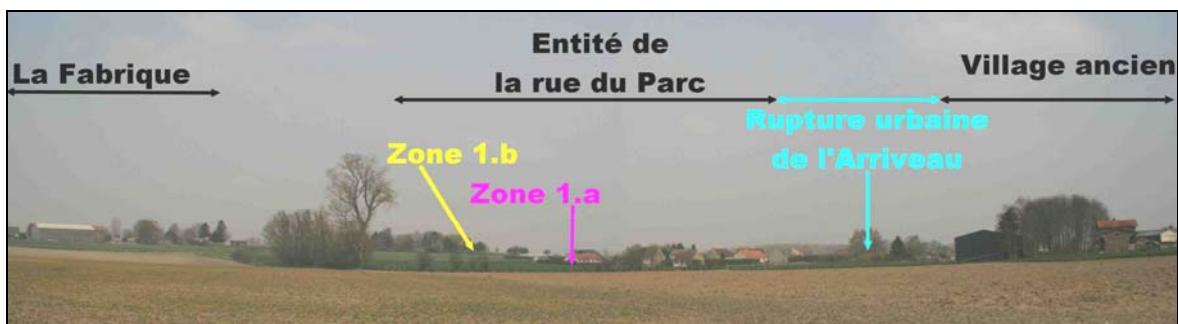 La Fabrique
Entité de
la rue du Parc
Village ancien
Rupture urbaine
de l'Arriveau
Zone 1.b
Zone 1.a